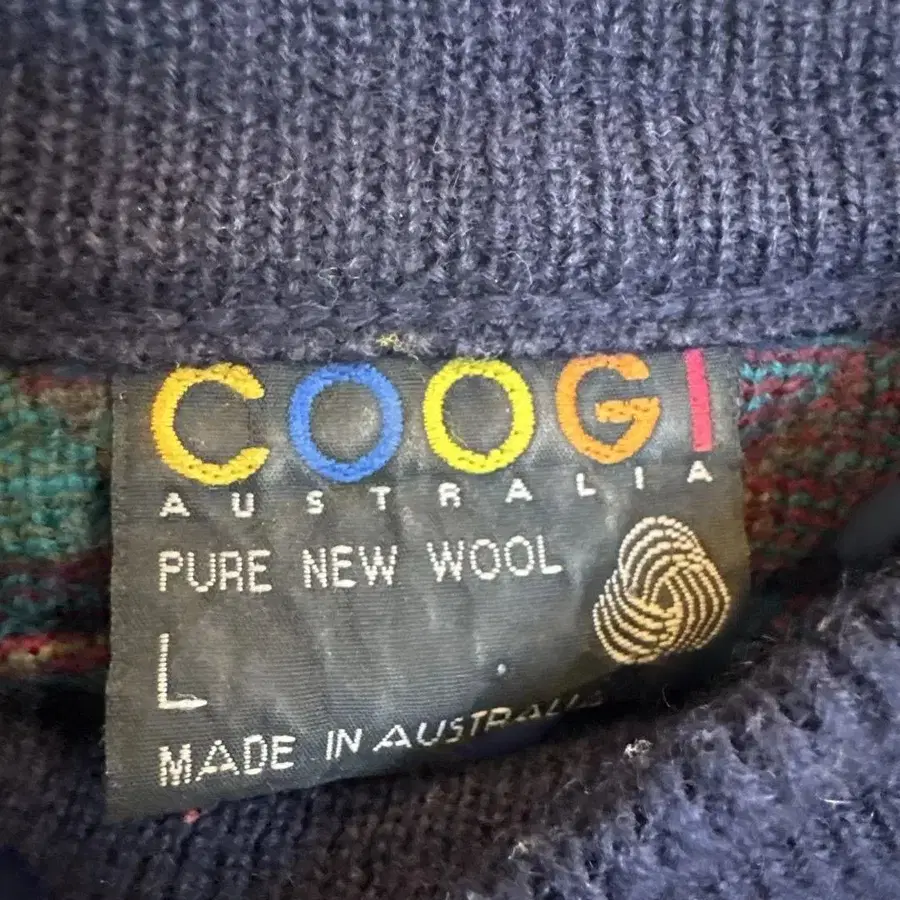 COOGI
AUSTRALIA
PURE NEW WOOL
L
MADE IN AUSTRALIA